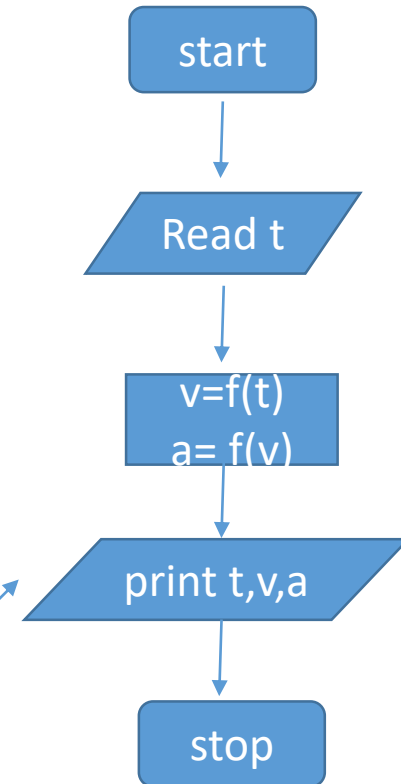 start
Read t
v=f(t)
a= f(v)
print t,v,a
stop